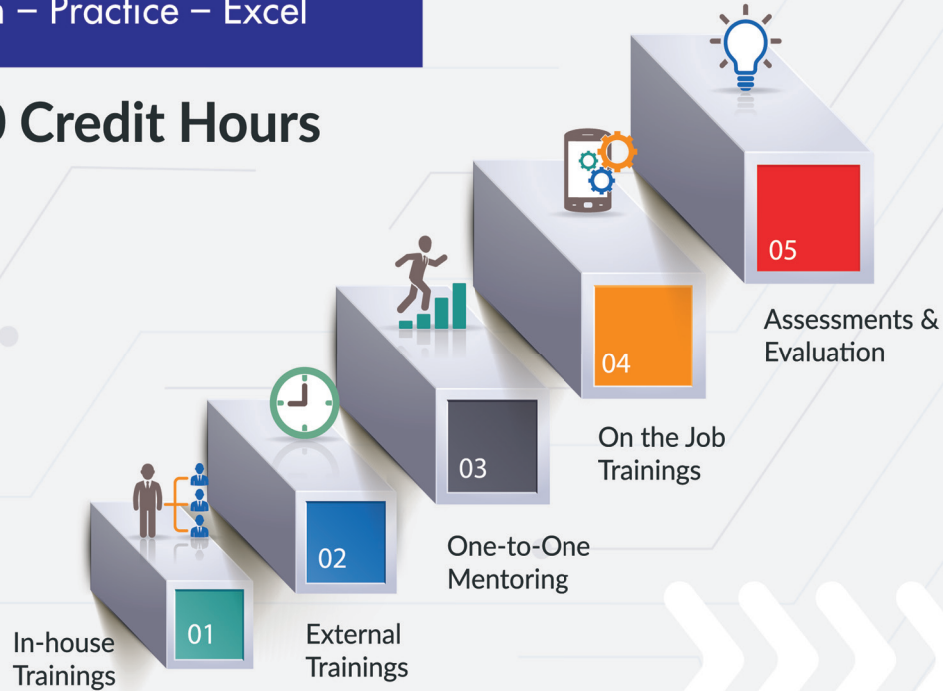 – Practice – Excel
Credit Hours
05
Assessments &
Evaluation
04
On the Job
Trainings
03
One-to-One
Mentoring
02
External
Trainings
01
In-house
Trainings